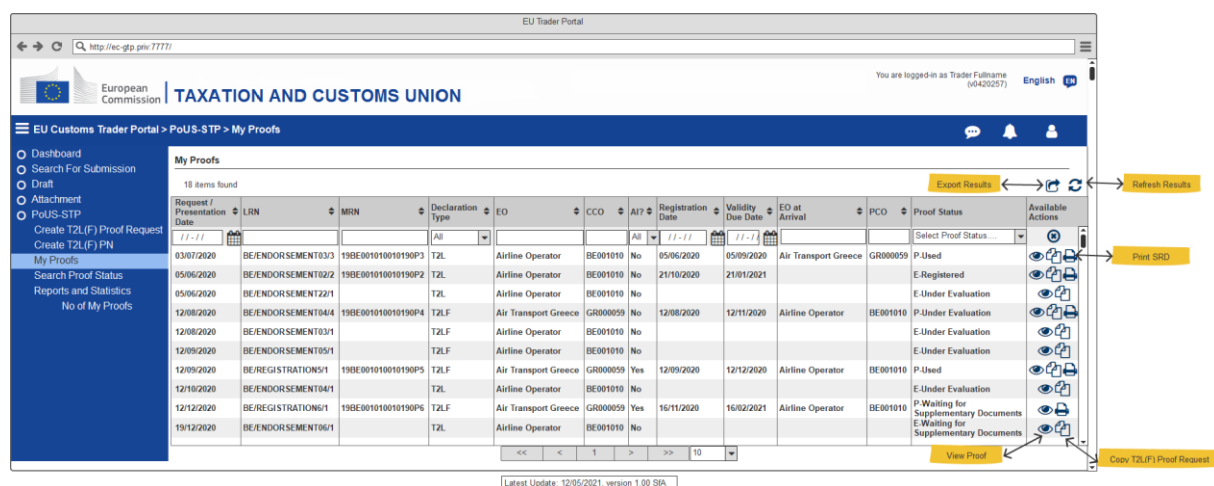 EU Trader Portal
http://ec-gtp.priv:7777/
European Commission
TAXATION AND CUSTOMS UNION
You are logged-in as Trader Fullname (v0420257)
English EN
EU Customs Trader Portal > PoUS-STP > My Proofs
Dashboard
Search For Submission
Draft
Attachment
PoUS-STP
Create T2L(F) Proof Request
Create T2L(F) PN
My Proofs
Search Proof Status
Reports and Statistics
No of My Proofs
My Proofs
18 items found
Export Results
Refresh Results
Request / Presentation Date LRN MRN Declaration Type EO CCO AI? Registration Date Validity Due Date EO at Arrival PCO Proof Status Available Actions
/ / - / / All All / / - / / / / - / / Select Proof Status....
03/07/2020 BE/ENDORSEMENT03/3 19BE001010010190P3 T2L Airline Operator BE001010 No 05/06/2020 05/09/2020 Air Transport Greece GR000059 P-Used
Print SRD
05/06/2020 BE/ENDORSEMENT02/2 19BE001010010190P2 T2L Airline Operator BE001010 No 21/10/2020 21/01/2021 E-Registered
05/06/2020 BE/ENDORSEMENT22/1 T2L Airline Operator BE001010 No E-Under Evaluation
12/08/2020 BE/ENDORSEMENT04/4 19BE001010010190P4 T2LF Air Transport Greece GR000059 No 12/08/2020 12/11/2020 Airline Operator BE001010 P-Under Evaluation
12/08/2020 BE/ENDORSEMENT03/1 T2LF Airline Operator BE001010 No E-Under Evaluation
12/09/2020 BE/ENDORSEMENT05/1 T2LF Airline Operator BE001010 No E-Under Evaluation
12/09/2020 BE/REGISTRATION5/1 19BE001010010190P5 T2LF Air Transport Greece GR000059 Yes 12/09/2020 12/12/2020 Airline Operator BE001010 P-Used
12/10/2020 BE/ENDORSEMENT04/1 T2L Airline Operator BE001010 No E-Under Evaluation
12/12/2020 BE/REGISTRATION6/1 19BE001010010190P6 T2LF Air Transport Greece GR000059 Yes 16/11/2020 16/02/2021 Airline Operator BE001010 P-Waiting for Supplementary Documents
19/12/2020 BE/ENDORSEMENT06/1 T2L Airline Operator BE001010 No E-Waiting for Supplementary Documents
<< < 1 > >> 10
View Proof
Copy T2L(F) Proof Request
Latest Update: 12/05/2021, version 1.00 SfA